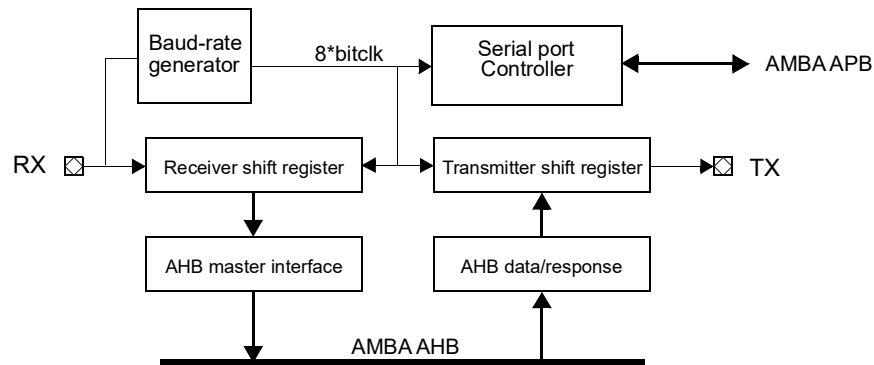 Baud-rate
generator
8*bitclk
Serial port
Controller
AMBA APB
RX
Receiver shift register
Transmitter shift register
TX
AHB master interface
AHB data/response
AMBA AHB